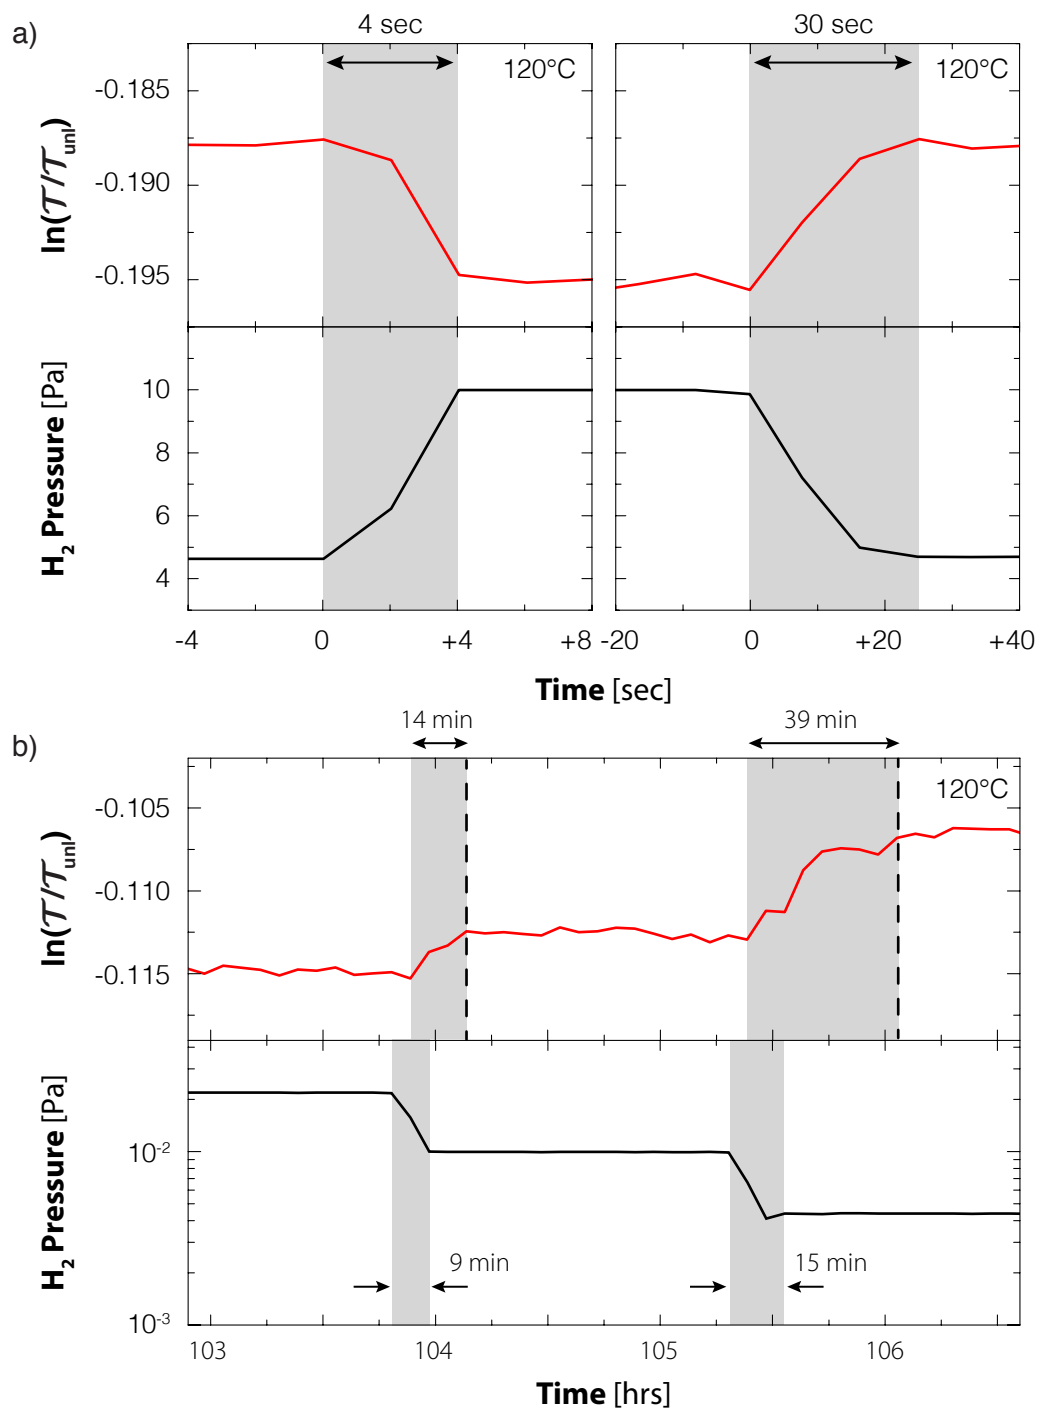 a)
4 sec
30 sec
120°C
120°C
-0.185
-0.190
-0.195
ln(𝒯/𝒯unl)
10
8
6
4
H2 Pressure [Pa]
-4
0
+4
+8
-20
0
+20
+40
Time [sec]
b)
14 min
39 min
120°C
-0.105
-0.110
-0.115
ln(𝒯/𝒯unl)
10-2
10-3
H2 Pressure [Pa]
9 min
15 min
103
104
105
106
Time [hrs]